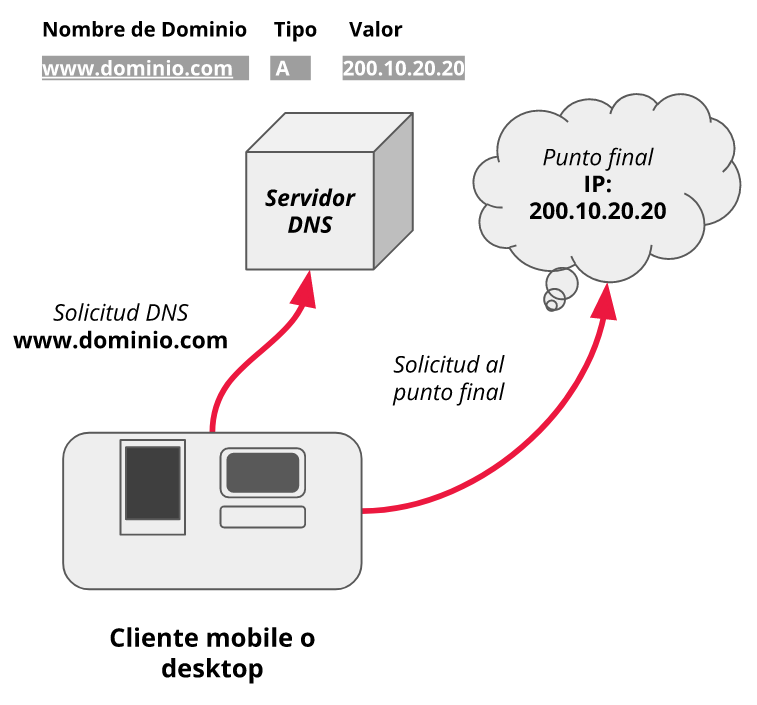 Nombre de Dominio Tipo Valor
www.dominio.com A 200.10.20.20
Servidor
DNS
Punto final
IP:
200.10.20.20
Solicitud DNS
www.dominio.com
Solicitud al
punto final
Cliente mobile o
desktop